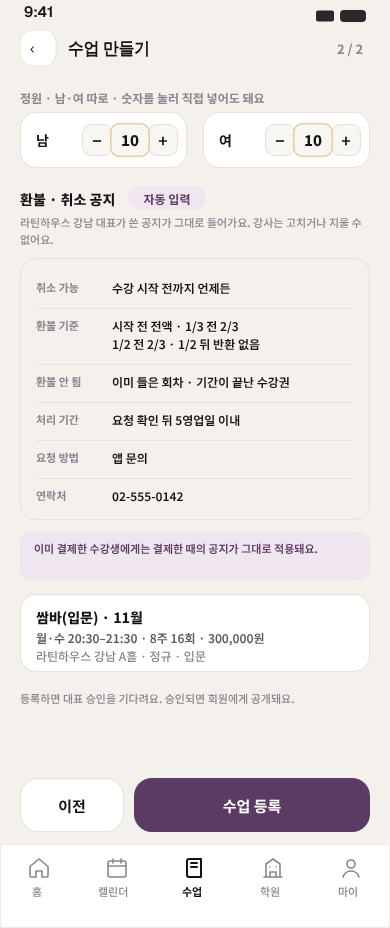 9:41
‹ 수업 만들기 2 / 2
정원 · 남·여 따로 · 숫자를 눌러 직접 넣어도 돼요
남 − 10 + 여 − 10 +
환불 · 취소 공지 자동 입력
라틴하우스 강남 대표가 쓴 공지가 그대로 들어가요. 강사는 고치거나 지울 수
없어요.
취소 가능 수강 시작 전까지 언제든
환불 기준 시작 전 전액 · 1/3 전 2/3
1/2 전 2/3 · 1/2 뒤 반환 없음
환불 안 됨 이미 들은 회차 · 기간이 끝난 수강권
처리 기간 요청 확인 뒤 5영업일 이내
요청 방법 앱 문의
연락처 02-555-0142
이미 결제한 수강생에게는 결제한 때의 공지가 그대로 적용돼요.
쌈바(입문) · 11월
월·수 20:30–21:30 · 8주 16회 · 300,000원
라틴하우스 강남 A홀 · 정규 · 입문
등록하면 대표 승인을 기다려요. 승인되면 회원에게 공개돼요.
이전 수업 등록
홈 캘린더 수업 학원 마이